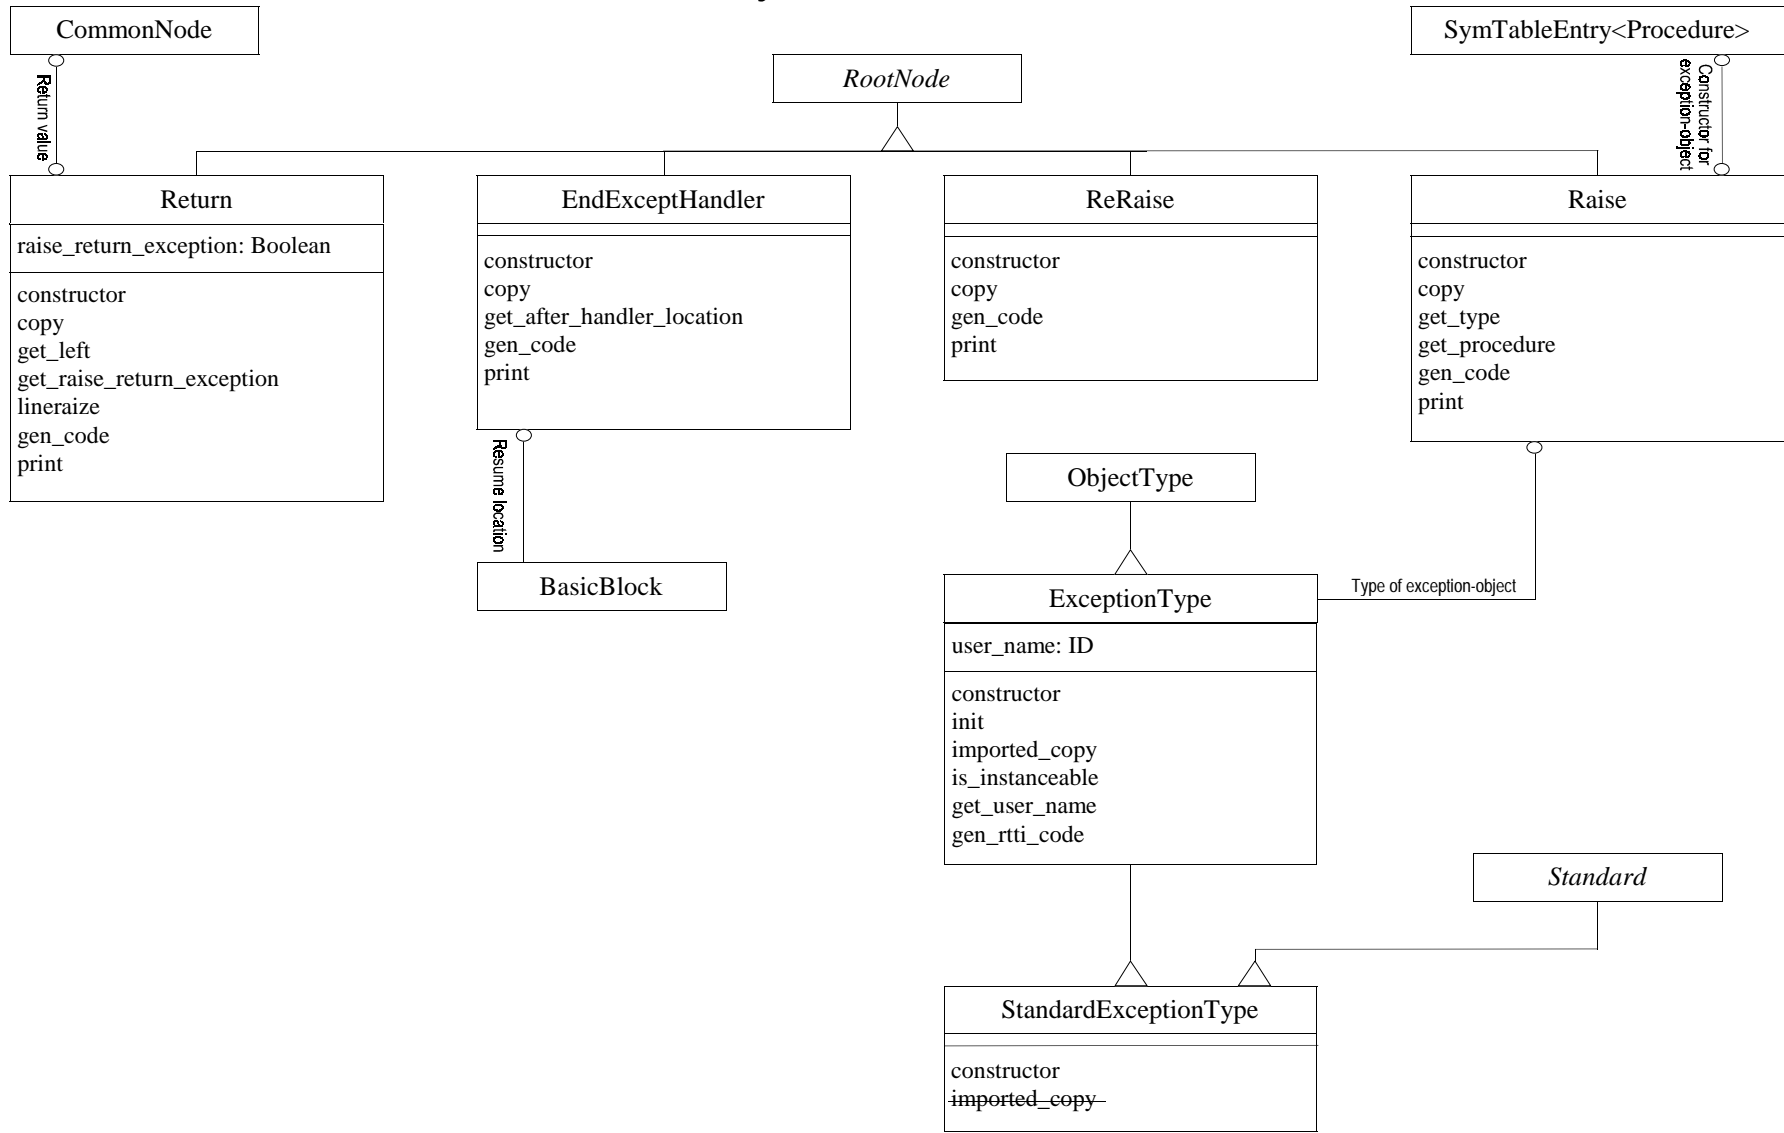 CommonNode
SymTableEntry<Procedure>
RootNode
Return value
Constructor for
exception-object
Return
raise_return_exception: Boolean
constructor
copy
get_left
get_raise_return_exception
lineraize
gen_code
print
EndExceptHandler
constructor
copy
get_after_handler_location
gen_code
print
ReRaise
constructor
copy
gen_code
print
Raise
constructor
copy
get_type
get_procedure
gen_code
print
Resume location
BasicBlock
ObjectType
Type of exception-object
ExceptionType
user_name: ID
constructor
init
imported_copy
is_instanceable
get_user_name
gen_rtti_code
Standard
StandardExceptionType
constructor
imported_copy